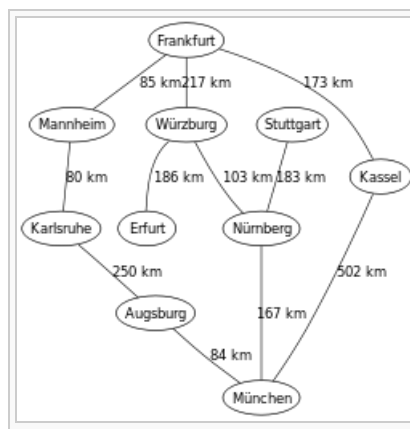 Frankfurt
85 km
217 km
173 km
Mannheim
Würzburg
Stuttgart
80 km
186 km
103 km
183 km
Kassel
Karlsruhe
Erfurt
Nürnberg
250 km
502 km
Augsburg
167 km
84 km
München